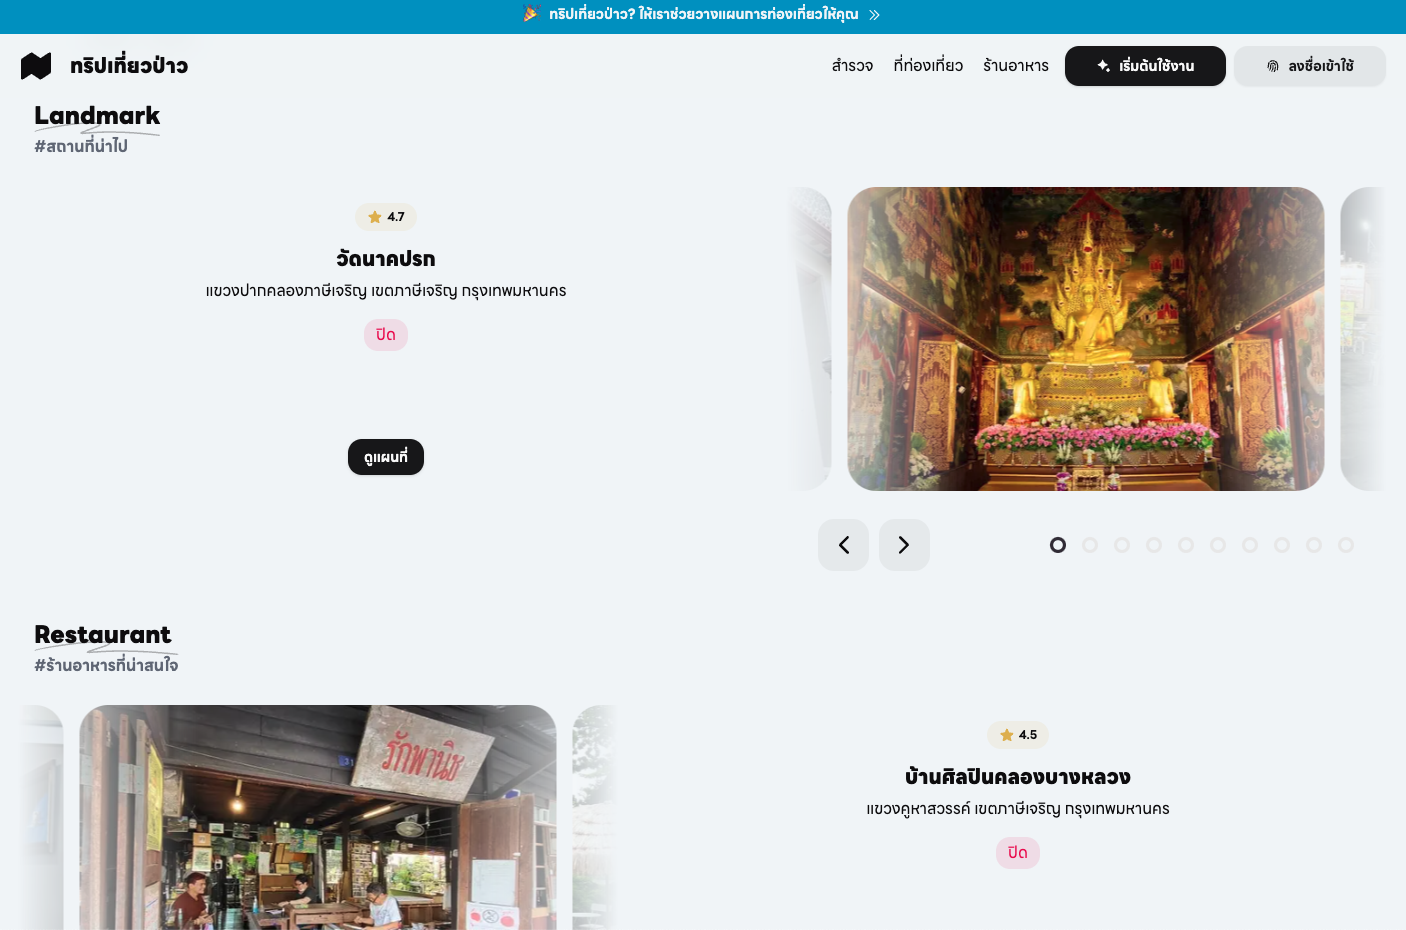 🎉 ทริปเที่ยวป่าว? ให้เราช่วยวางแผนการท่องเที่ยวให้คุณ
ทริปเที่ยวป่าว
สำรวจ
ที่ท่องเที่ยว
ร้านอาหาร
เริ่มต้นใช้งาน
ลงชื่อเข้าใช้
Landmark
#สถานที่น่าไป
4.7
วัดนาคปรก
แขวงปากคลองภาษีเจริญ เขตภาษีเจริญ กรุงเทพมหานคร
ปิด
ดูแผนที่
Restaurant
#ร้านอาหารที่น่าสนใจ
รักพานิช
4.5
บ้านศิลปินคลองบางหลวง
แขวงคูหาสวรรค์ เขตภาษีเจริญ กรุงเทพมหานคร
ปิด